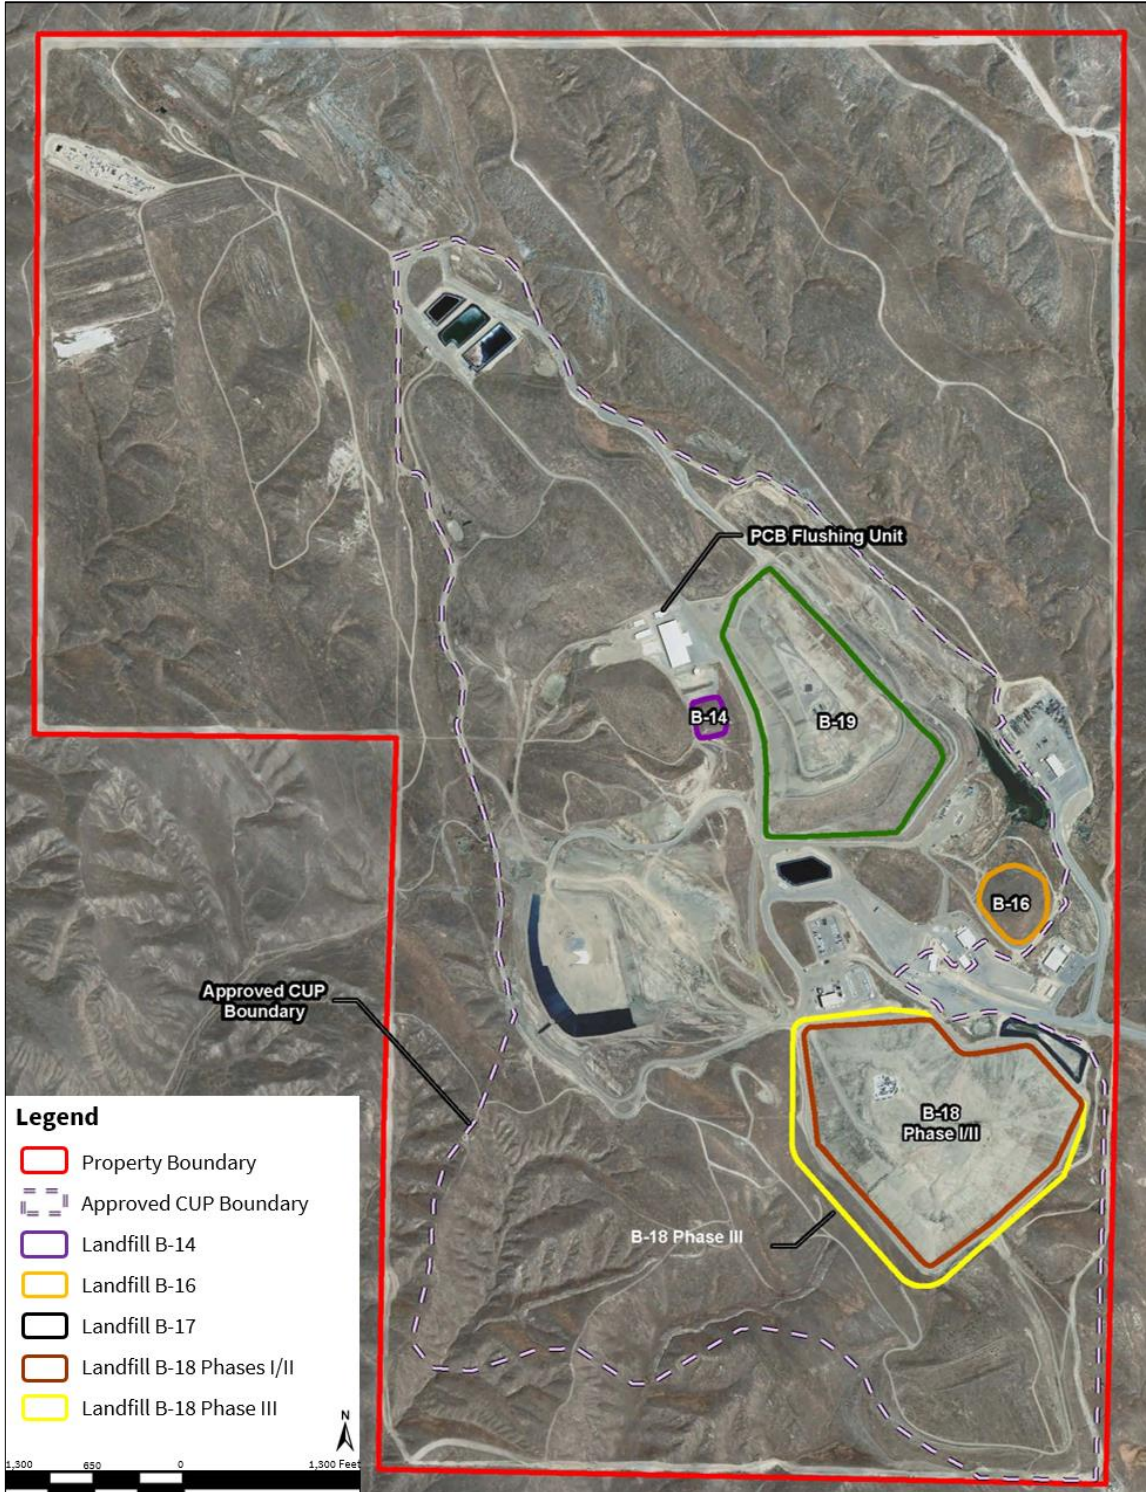 PCB Flushing Unit
B-14
B-19
B-16
Approved CUP
Boundary
B-18
Phase I/II
B-18 Phase III
Legend
Property Boundary
Approved CUP Boundary
Landfill B-14
Landfill B-16
Landfill B-17
Landfill B-18 Phases I/II
Landfill B-18 Phase III
N
1,300 650 0 1,300 Feet